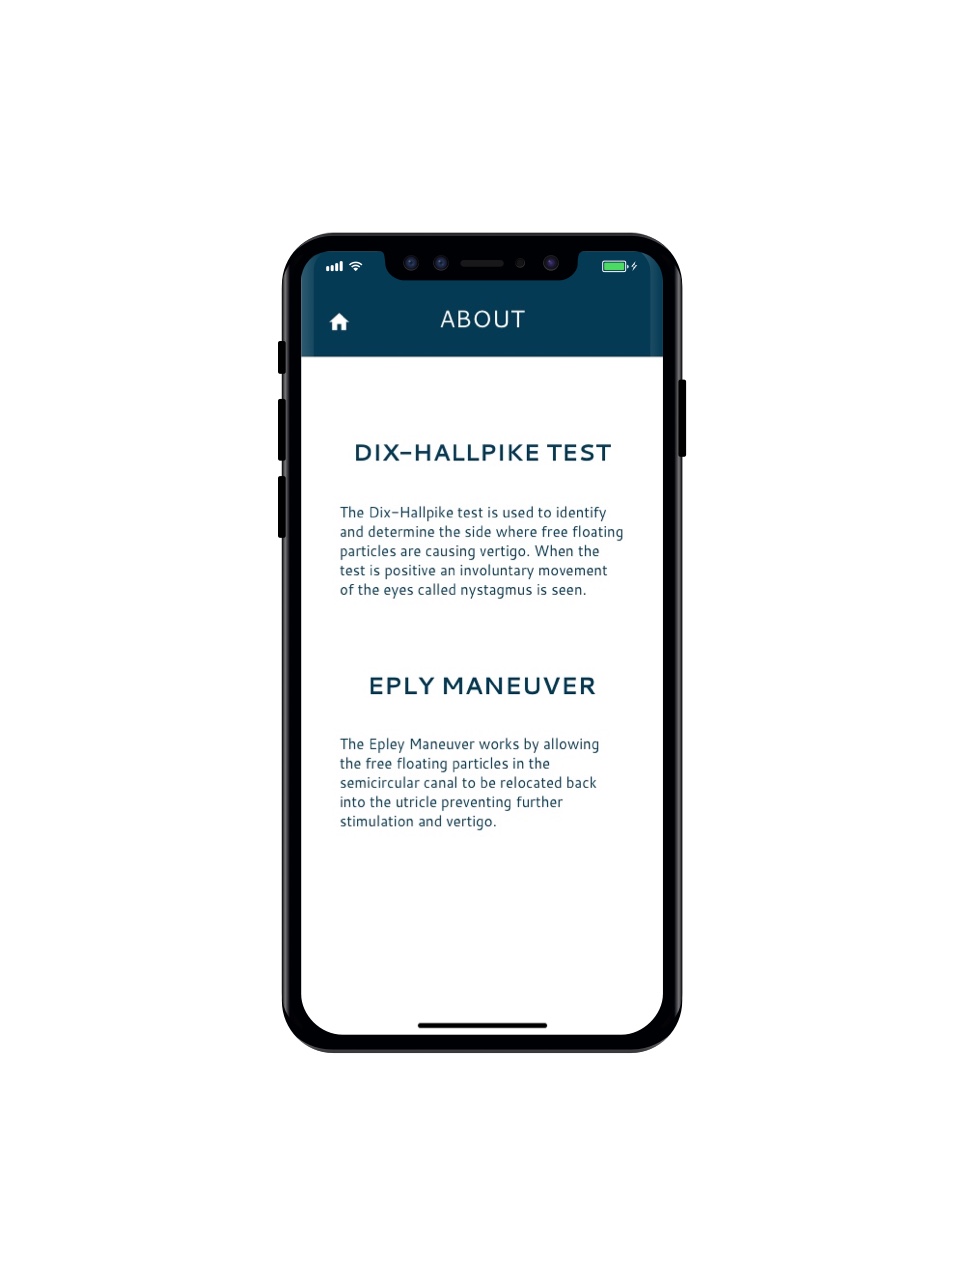 ABOUT
DIX-HALLPIKE TEST
The Dix-Hallpike test is used to identify
and determine the side where free floating
particles are causing vertigo. When the
test is positive an involuntary movement
of the eyes called nystagmus is seen.
EPLY MANEUVER
The Epley Maneuver works by allowing
the free floating particles in the
semicircular canal to be relocated back
into the utricle preventing further
stimulation and vertigo.